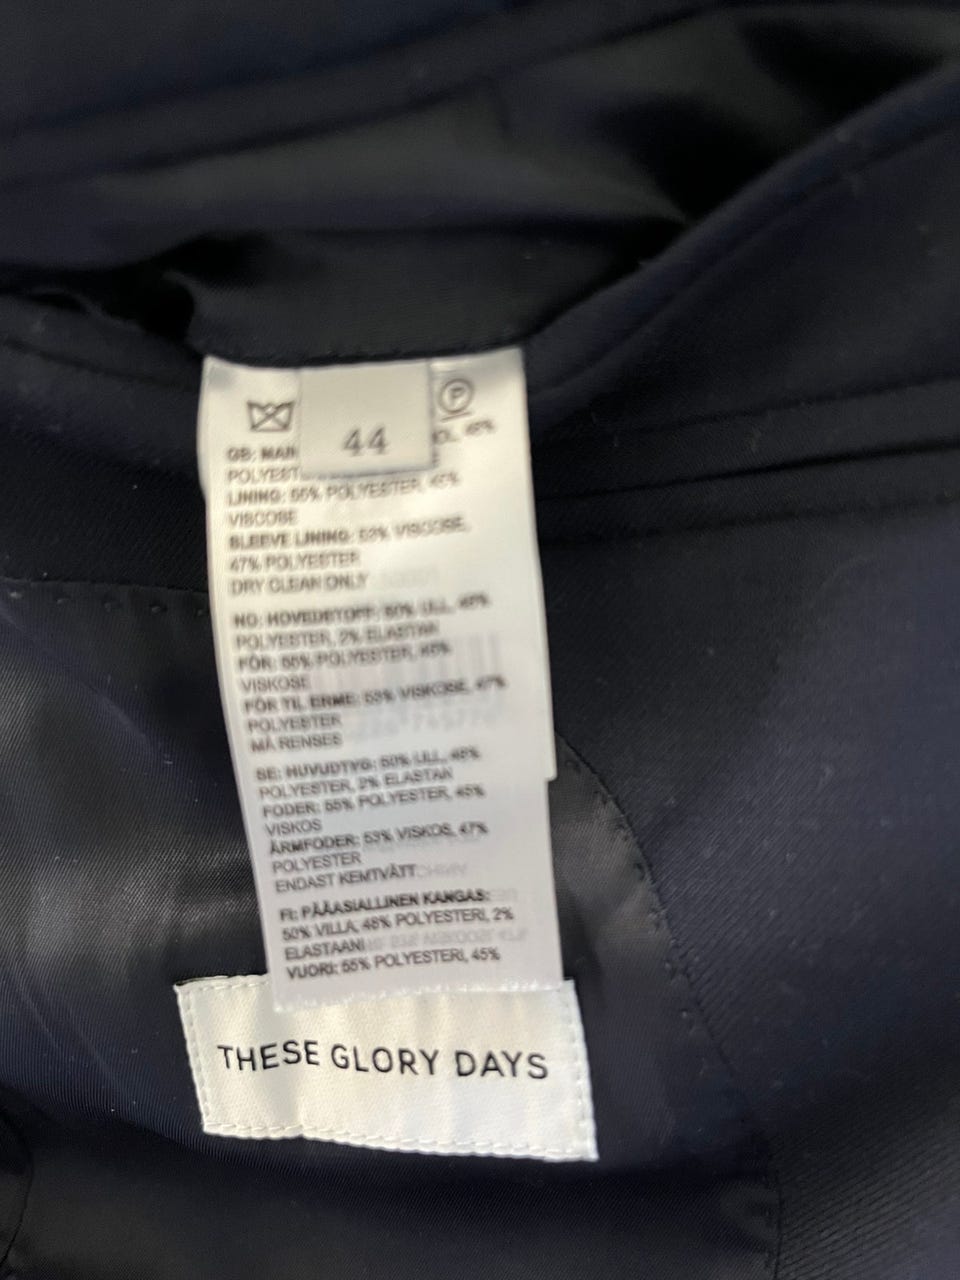 44
P
GB: MAIN
POLYEST
LINING: 55% POLYESTER, 45%
VISCOSE
SLEEVE LINING: 53% VISCOSE,
47% POLYESTER
DRY CLEAN ONLY
NO: HOVEDSTOFF: 50% ULL, 48%
POLYESTER, 2% ELASTAN
FÔR: 55% POLYESTER, 45%
VISKOSE
FÔR TIL ERME: 53% VISKOSE, 47%
POLYESTER
MÅ RENSES
SE: HUVUDTYG: 50% ULL, 48%
POLYESTER, 2% ELASTAN
FODER: 55% POLYESTER, 45%
VISKOS
ÄRMFODER: 53% VISKOS, 47%
POLYESTER
ENDAST KEMTVÄTT
FI: PÄÄASIALLINEN KANGAS:
50% VILLA, 48% POLYESTERI, 2%
ELASTAANI
VUORI: 55% POLYESTERI, 45%
THESE GLORY DAYS